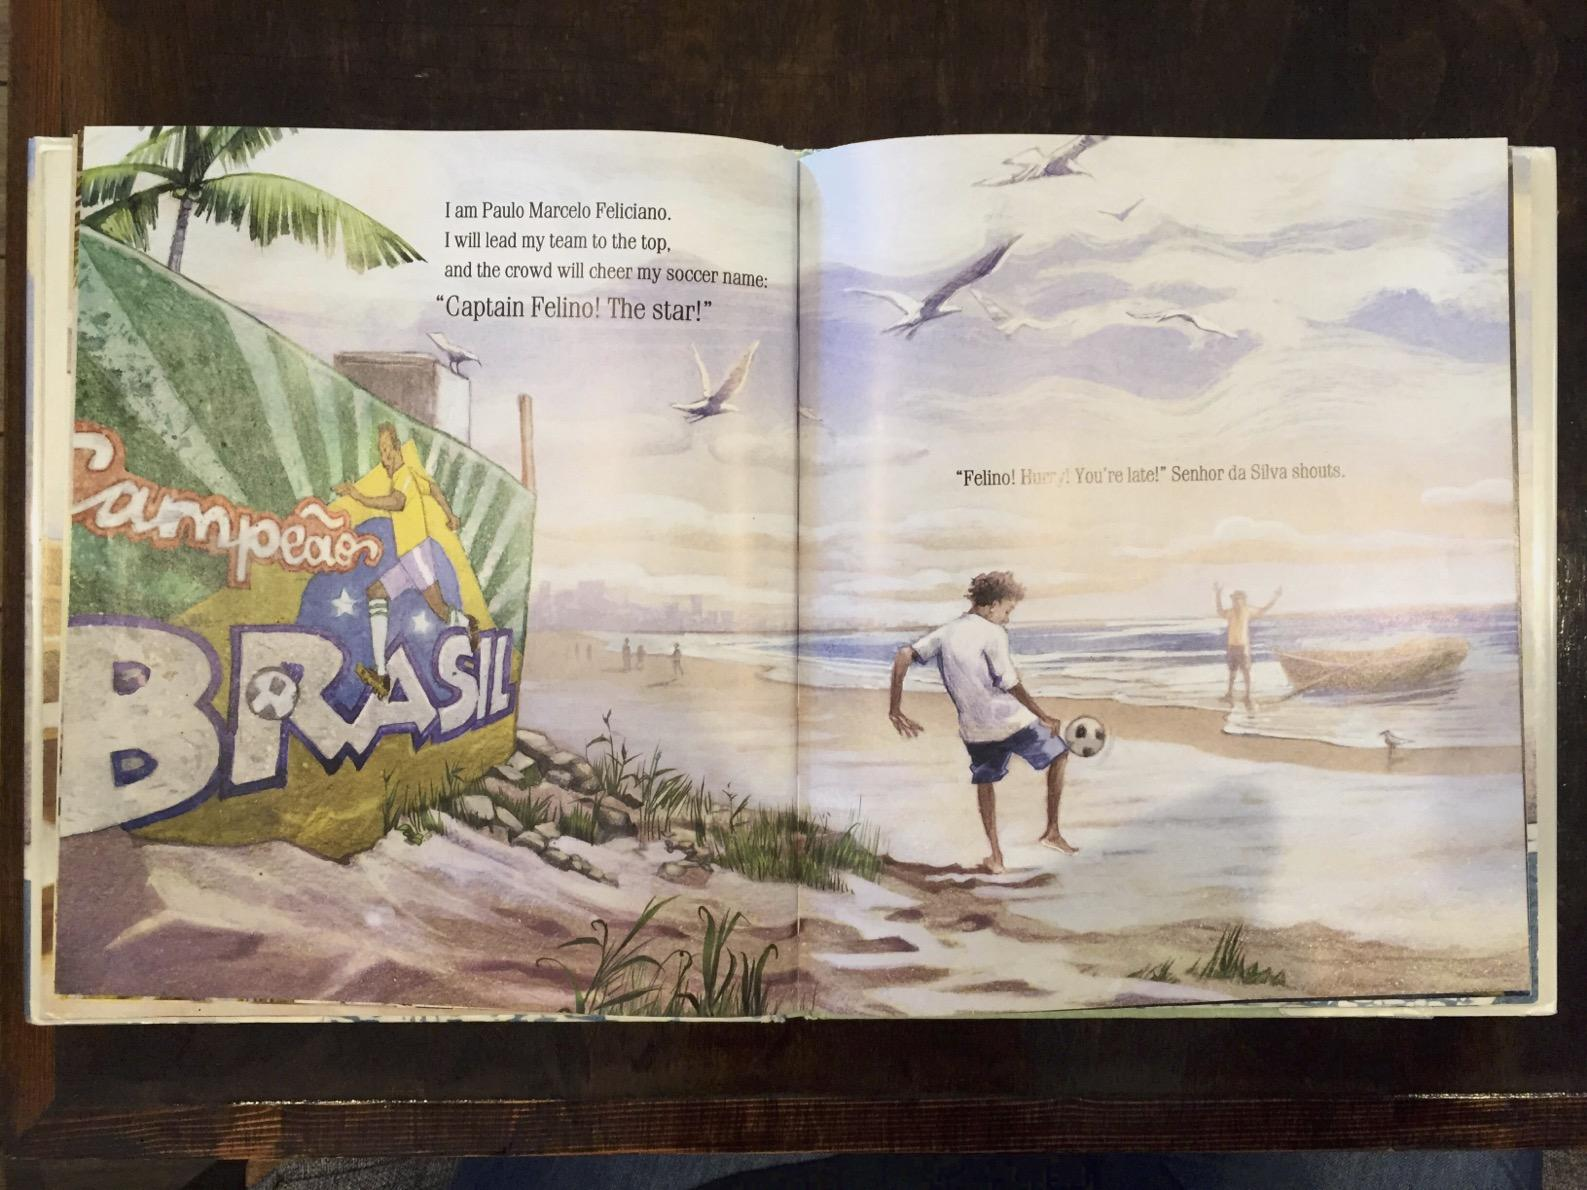 I am Paulo Marcelo Feliciano.
I will lead my team to the top,
and the crowd will cheer my soccer name:
“Captain Felino! The star!”
Campeão
BRASIL
“Felino! Hurry! You’re late!” Senhor da Silva shouts.